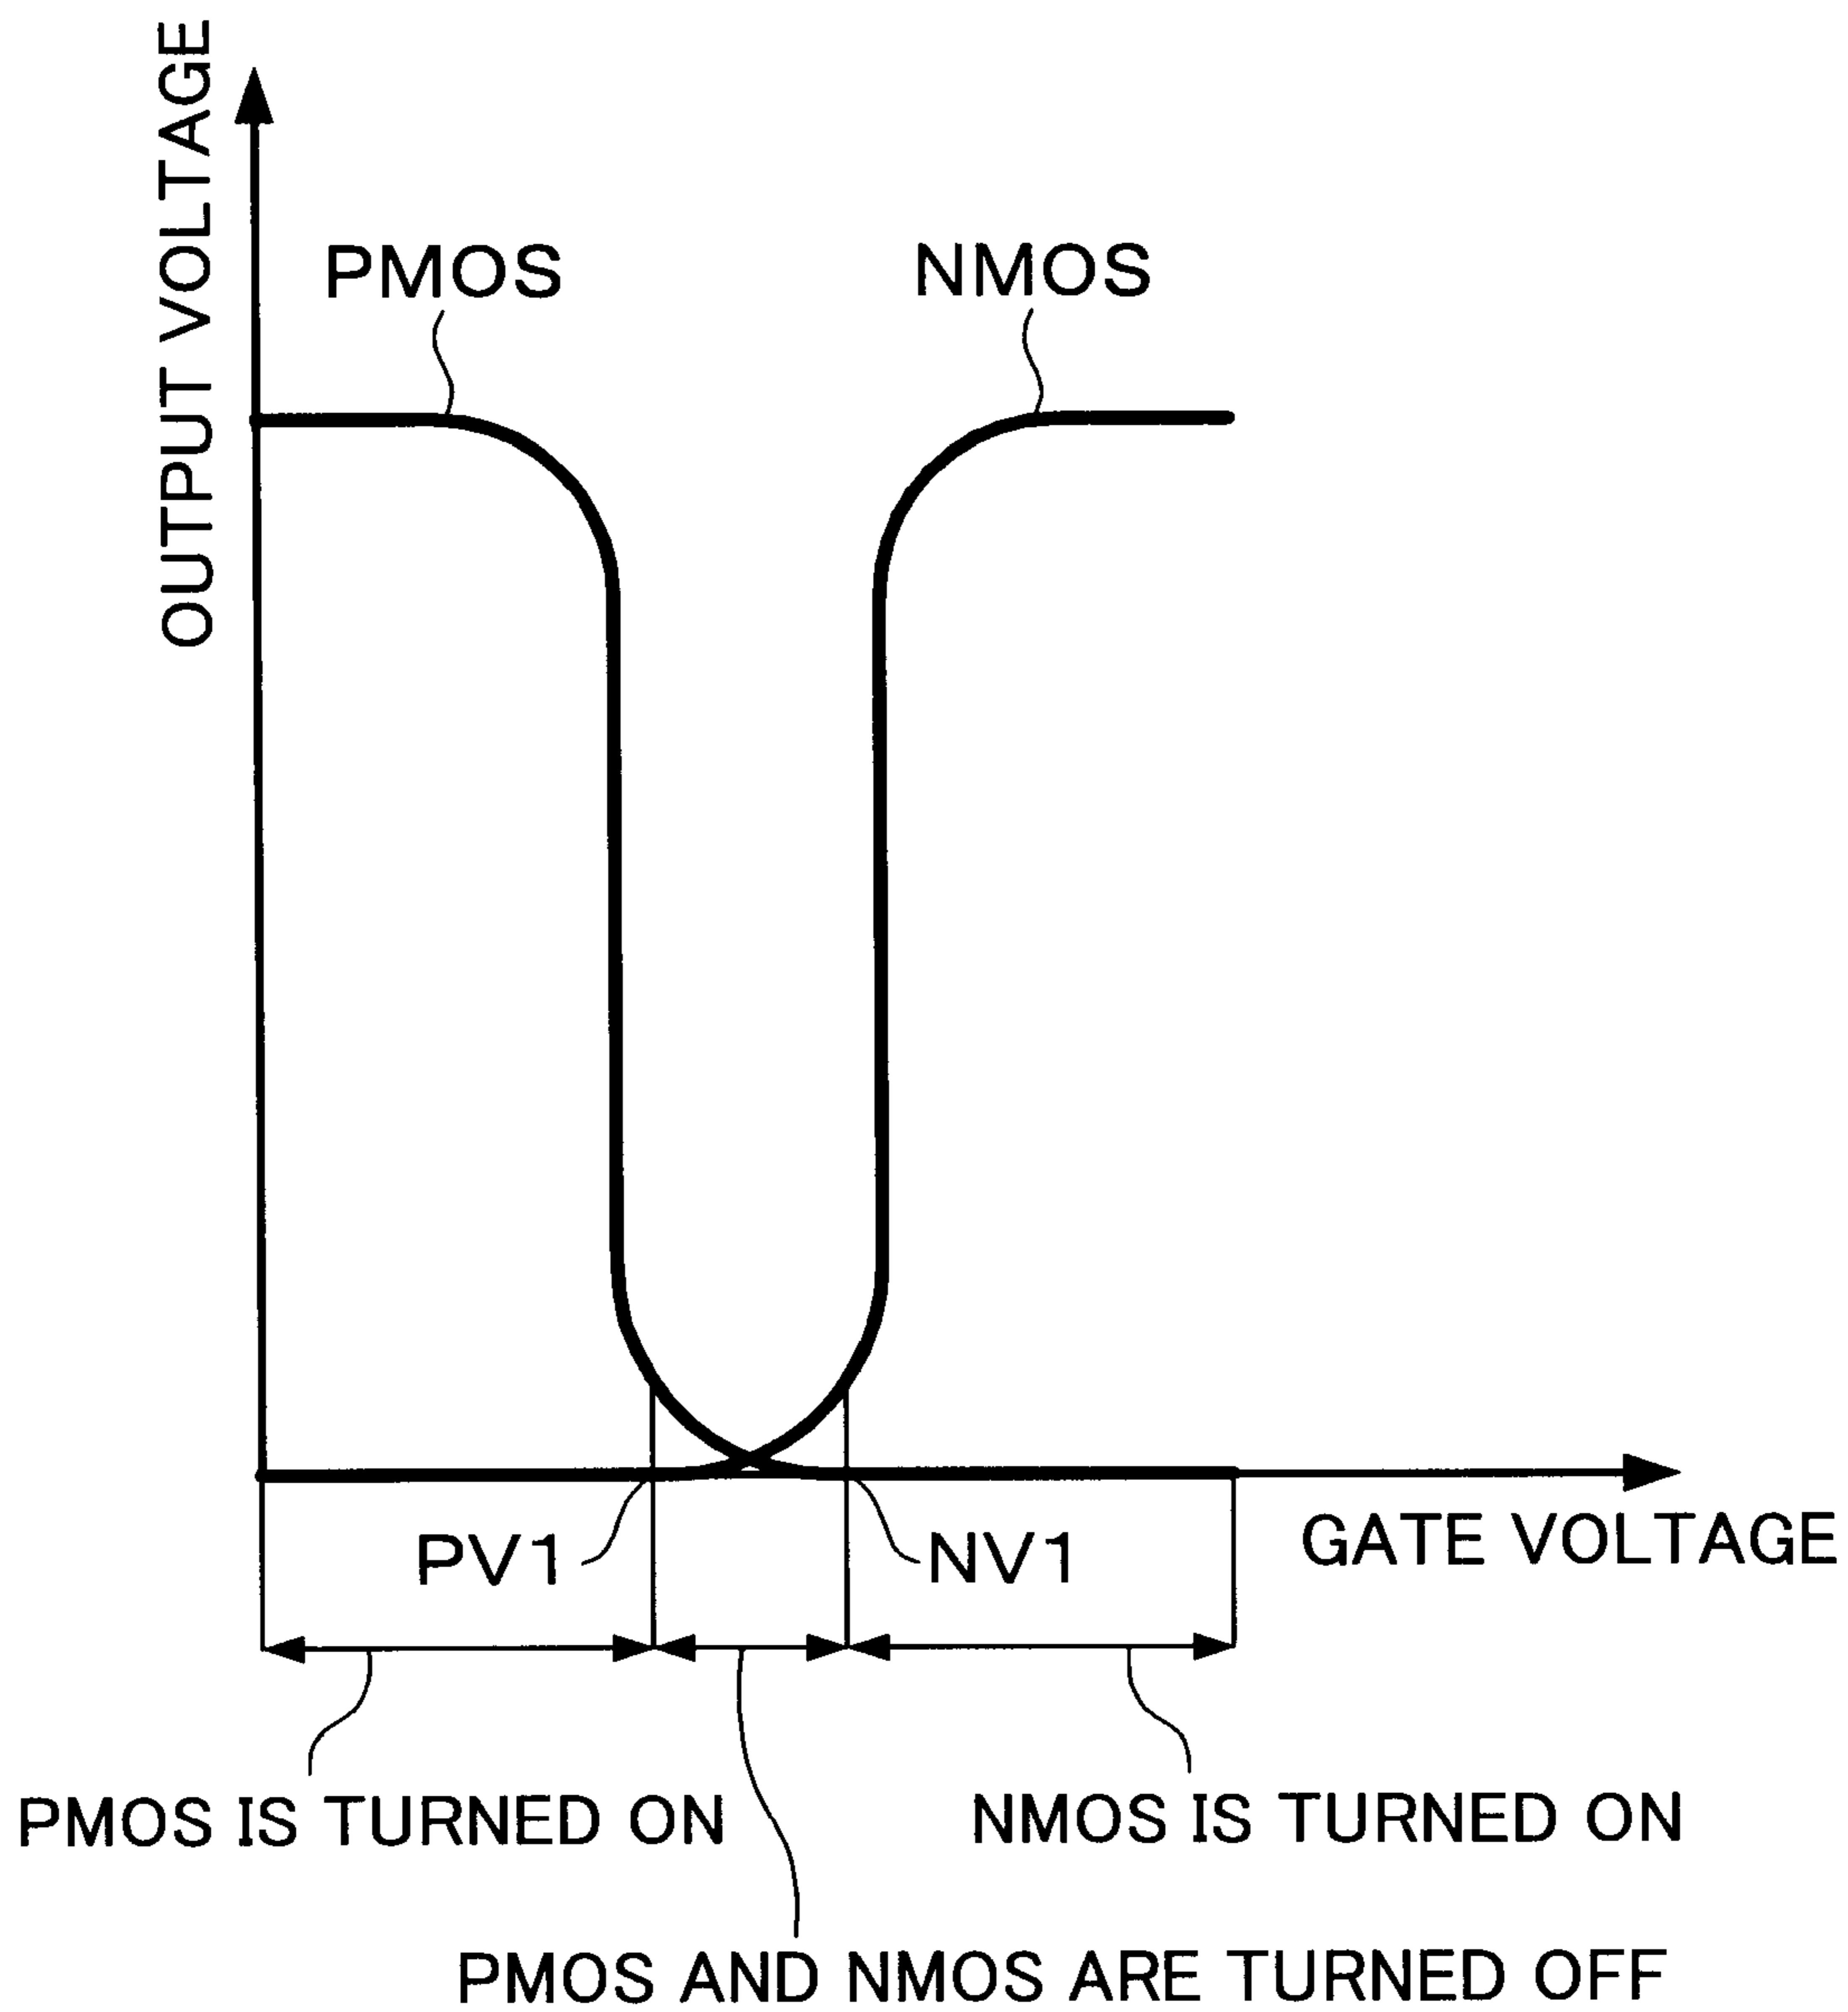 OUTPUT VOLTAGE
PMOS
NMOS
PV1
NV1
GATE VOLTAGE
PMOS IS TURNED ON
NMOS IS TURNED ON
PMOS AND NMOS ARE TURNED OFF